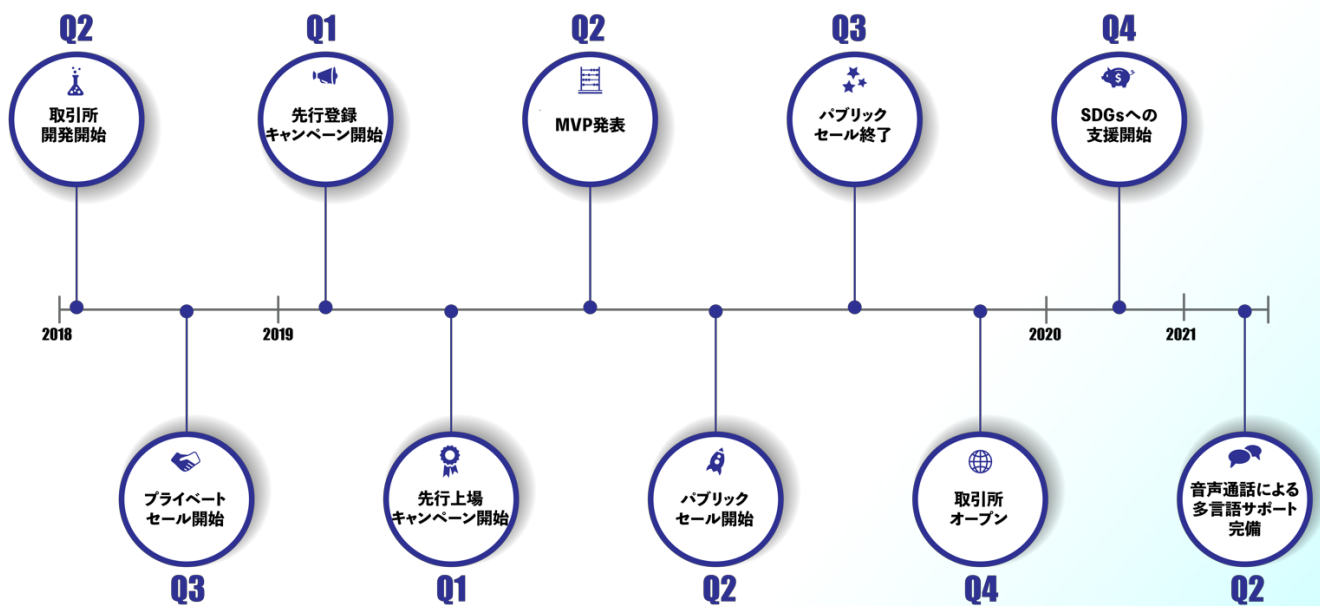 Q2
取引所
開発開始
Q1
先行登録
キャンペーン開始
Q2
MVP発表
Q3
パブリック
セール終了
Q4
SDGsへの
支援開始
2018
2019
2020
2021
プライベート
セール開始
Q3
先行上場
キャンペーン開始
Q1
パブリック
セール開始
Q2
取引所
オープン
Q4
音声通話による
多言語サポート
完備
Q2